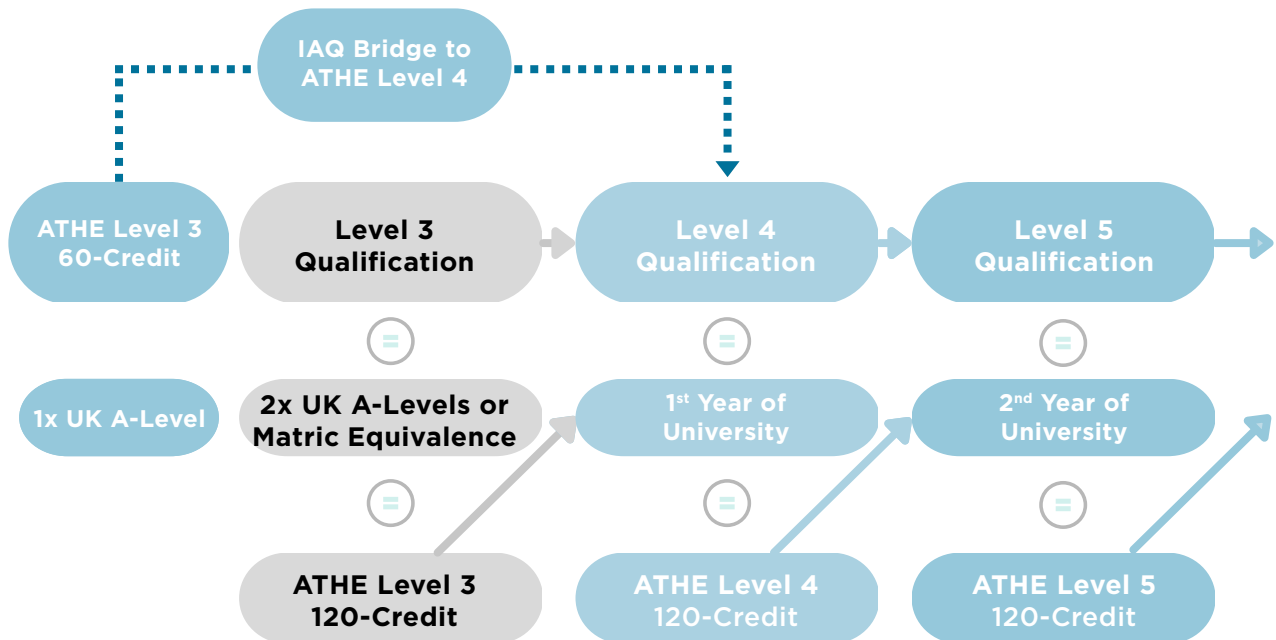 IAQ Bridge to
ATHE Level 4
ATHE Level 3
60-Credit
Level 3
Qualification
Level 4
Qualification
Level 5
Qualification
=
=
=
1x UK A-Level
2x UK A-Levels or
Matric Equivalence
1st Year of
University
2nd Year of
University
=
=
=
ATHE Level 3
120-Credit
ATHE Level 4
120-Credit
ATHE Level 5
120-Credit